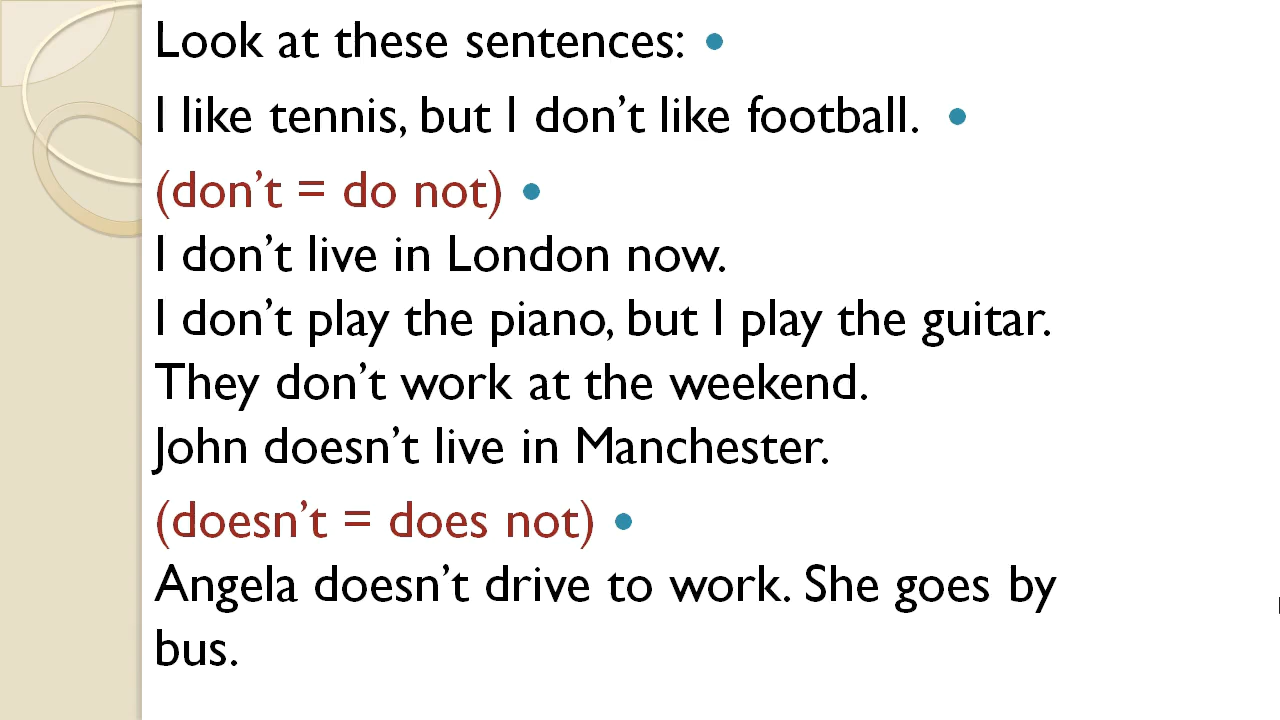 Look at these sentences: •
I like tennis, but I don’t like football. •
(don’t = do not) •
I don’t live in London now.
I don’t play the piano, but I play the guitar.
They don’t work at the weekend.
John doesn’t live in Manchester.
(doesn’t = does not) •
Angela doesn’t drive to work. She goes by
bus.